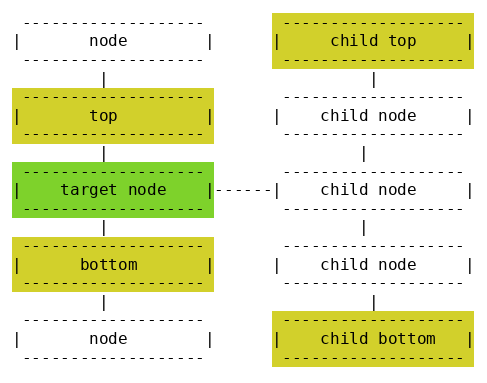 node
child top
top
child node
target node
child node
bottom
child node
node
child bottom